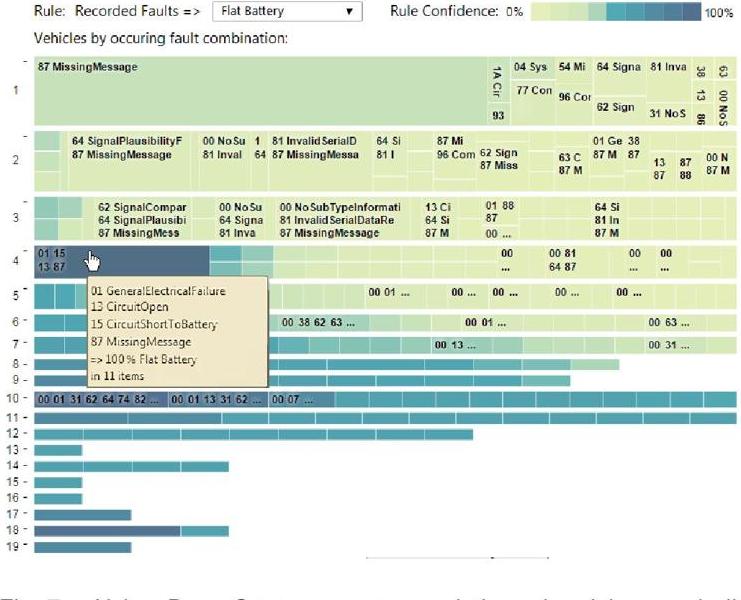 Rule: Recorded Faults => Flat Battery ▼ Rule Confidence: 0% 100%
Vehicles by occuring fault combination:
1
87 MissingMessage
1A Cir
93
04 Sys
77 Con
54 Mi
96 Cor
64 Signa
62 Sign
81 Inva
31 NoS
38
13
86
63
00 NoS
2
64 SignalPlausibilityF
87 MissingMessage
00 NoSu
81 Inval
1
64
81 InvalidSerialD
87 MissingMessa
64 Si
81 I
87 Mi
96 Com
62 Sign
87 Miss
63 C
87 M
01 Ge
87 M
38
87
13
87
87
88
00 N
87 M
3
62 SignalCompar
64 SignalPlausibi
87 MissingMess
00 NoSu
64 Signa
81 Inva
00 NoSubTypeInformati
81 InvalidSerialDataRe
87 MissingMessage
13 Ci
64 Si
87 M
01 88
87
00 ...
64 Si
81 In
87 M
4
01 15
13 87
00
...
00 81
64 87
00
...
00
...
01 GeneralElectricalFailure
13 CircuitOpen
15 CircuitShortToBattery
87 MissingMessage
=> 100% Flat Battery
in 11 items
5
00 01 ... 00 ... 00 ... 00 ... 00 ...
6
00 38 62 63 ... 00 01 ... 00 63 ...
7
00 13 ... 00 31 ...
8
9
10
00 01 31 62 64 74 82 ... 00 01 13 31 62 ... 00 07 ...
11
12
13
14
15
16
17
18
19